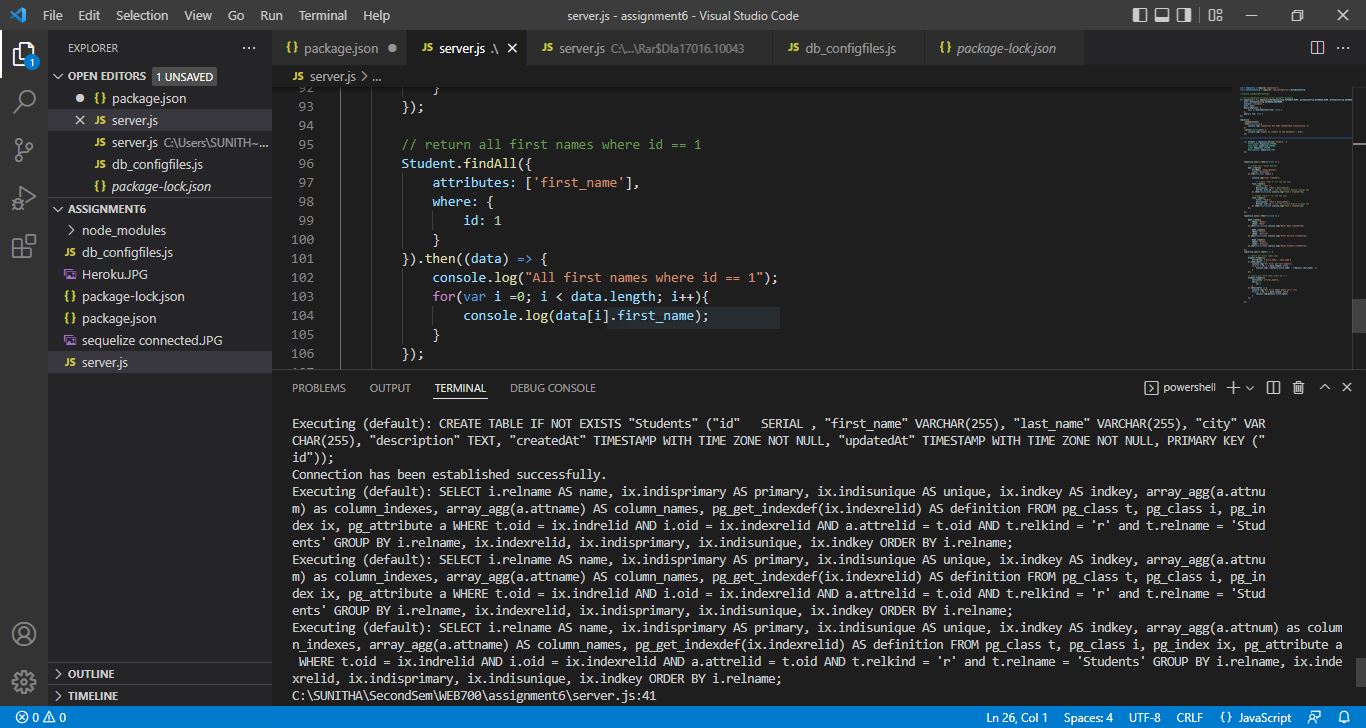 File Edit Selection View Go Run Terminal Help
server.js - assignment6 - Visual Studio Code
EXPLORER
OPEN EDITORS 1 UNSAVED
{} package.json
JS server.js
JS server.js C:\Users\SUNITH~...
JS db_configfiles.js
{} package-lock.json
ASSIGNMENT6
node_modules
JS db_configfiles.js
Heroku.JPG
{} package-lock.json
{} package.json
sequelize connected.JPG
JS server.js
OUTLINE
TIMELINE
{} package.json JS server.js .\ JS server.js C:\...\Rar$DIa17016.10043 JS db_configfiles.js {} package-lock.json
JS server.js > ...
92 }
93 });
94
95 // return all first names where id == 1
96 Student.findAll({
97 attributes: ['first_name'],
98 where: {
99 id: 1
100 }
101 }).then((data) => {
102 console.log("All first names where id == 1");
103 for(var i =0; i < data.length; i++){
104 console.log(data[i].first_name);
105 }
106 });
PROBLEMS OUTPUT TERMINAL DEBUG CONSOLE powershell
Executing (default): CREATE TABLE IF NOT EXISTS "Students" ("id"   SERIAL , "first_name" VARCHAR(255), "last_name" VARCHAR(255), "city" VAR
CHAR(255), "description" TEXT, "createdAt" TIMESTAMP WITH TIME ZONE NOT NULL, "updatedAt" TIMESTAMP WITH TIME ZONE NOT NULL, PRIMARY KEY ("
id"));
Connection has been established successfully.
Executing (default): SELECT i.relname AS name, ix.indisprimary AS primary, ix.indisunique AS unique, ix.indkey AS indkey, array_agg(a.attnu
m) as column_indexes, array_agg(a.attname) AS column_names, pg_get_indexdef(ix.indexrelid) AS definition FROM pg_class t, pg_class i, pg_in
dex ix, pg_attribute a WHERE t.oid = ix.indrelid AND i.oid = ix.indexrelid AND a.attrelid = t.oid AND t.relkind = 'r' and t.relname = 'Stud
ents' GROUP BY i.relname, ix.indexrelid, ix.indisprimary, ix.indisunique, ix.indkey ORDER BY i.relname;
Executing (default): SELECT i.relname AS name, ix.indisprimary AS primary, ix.indisunique AS unique, ix.indkey AS indkey, array_agg(a.attnu
m) as column_indexes, array_agg(a.attname) AS column_names, pg_get_indexdef(ix.indexrelid) AS definition FROM pg_class t, pg_class i, pg_in
dex ix, pg_attribute a WHERE t.oid = ix.indrelid AND i.oid = ix.indexrelid AND a.attrelid = t.oid AND t.relkind = 'r' and t.relname = 'Stud
ents' GROUP BY i.relname, ix.indexrelid, ix.indisprimary, ix.indisunique, ix.indkey ORDER BY i.relname;
Executing (default): SELECT i.relname AS name, ix.indisprimary AS primary, ix.indisunique AS unique, ix.indkey AS indkey, array_agg(a.attnum) as colum
n_indexes, array_agg(a.attname) AS column_names, pg_get_indexdef(ix.indexrelid) AS definition FROM pg_class t, pg_class i, pg_index ix, pg_attribute a
WHERE t.oid = ix.indrelid AND i.oid = ix.indexrelid AND a.attrelid = t.oid AND t.relkind = 'r' and t.relname = 'Students' GROUP BY i.relname, ix.inde
xrelid, ix.indisprimary, ix.indisunique, ix.indkey ORDER BY i.relname;
C:\SUNITHA\SecondSem\WEB700\assignment6\server.js:41
0 0 Ln 26, Col 1 Spaces: 4 UTF-8 CRLF {} JavaScript